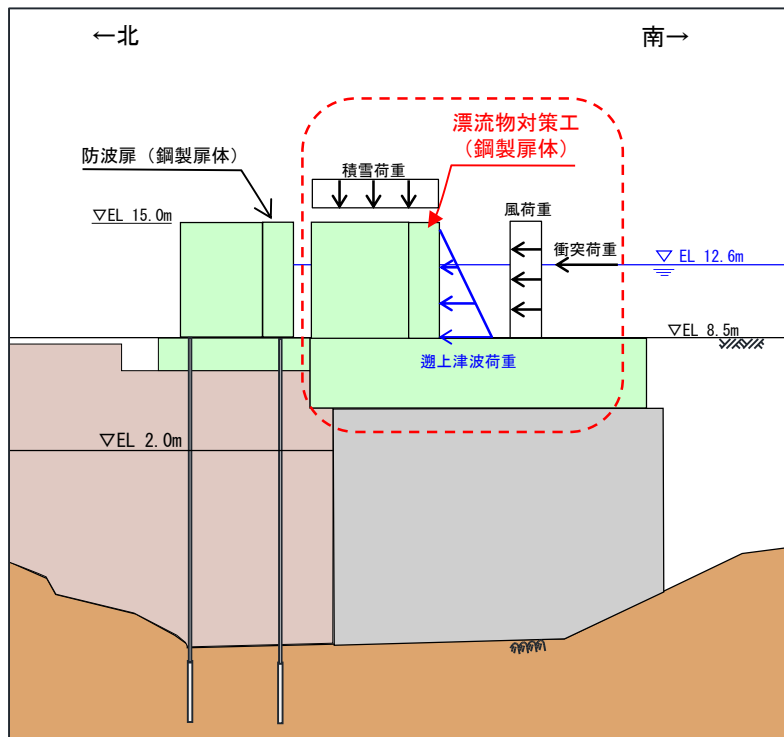 ←北
南→
漂流物対策工
（鋼製扉体）
防波扉（鋼製扉体）
積雪荷重
風荷重
▽EL 15.0m
衝突荷重
▽ EL 12.6m
▽EL 8.5m
遡上津波荷重
▽EL 2.0m